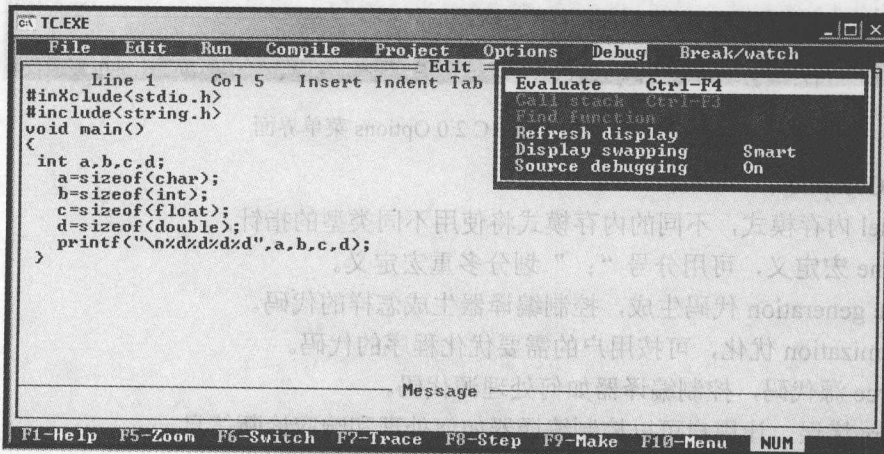 TC.EXE
File Edit Run Compile Project Options Debug Break/watch
Edit
Line 1 Col 5 Insert Indent Tab
#inXclude<stdio.h>
#include<string.h>
void main()
{
int a,b,c,d;
a=sizeof(char);
b=sizeof(int);
c=sizeof(float);
d=sizeof(double);
printf("\n%d%d%d%d",a,b,c,d);
}
Evaluate Ctrl-F4
Call stack Ctrl-F3
Find function
Refresh display
Display swapping Smart
Source debugging On
Message
F1-Help F5-Zoom F6-Switch F7-Trace F8-Step F9-Make F10-Menu NUM